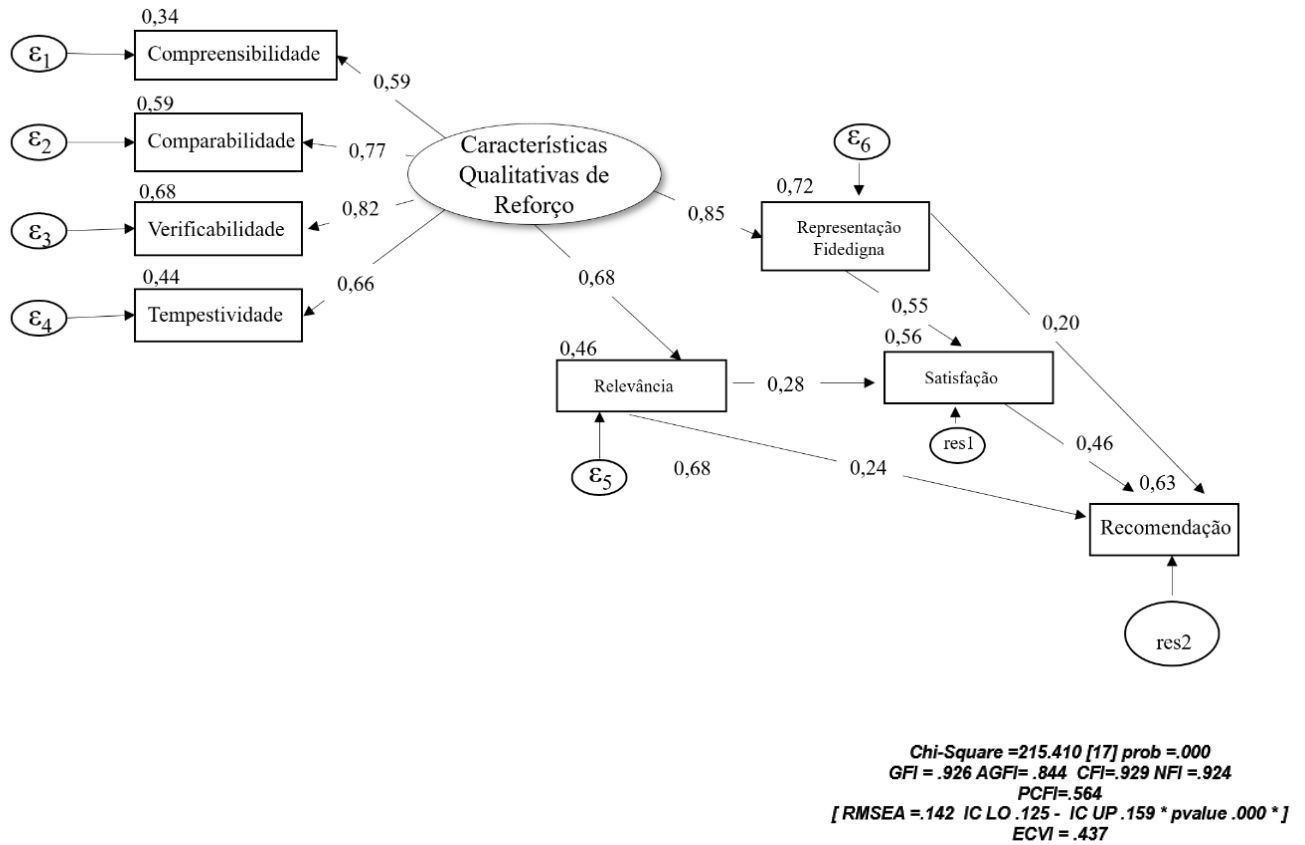 0,34
ε1
Compreensibilidade
0,59
0,59
ε2
Comparabilidade
0,77
0,68
ε3
Verificabilidade
0,82
0,44
ε4
Tempestividade
0,66
Características
Qualitativas de
Reforço
0,85
ε6
0,72
Representação
Fidedigna
0,68
0,55
0,20
0,46
Relevância
0,28
0,56
Satisfação
res1
ε5
0,68
0,24
0,46
0,63
Recomendação
res2
Chi-Square =215.410 [17] prob =.000
GFI = .926 AGFI= .844 CFI=.929 NFI =.924
PCFI=.564
[ RMSEA =.142 IC LO .125 - IC UP .159 * pvalue .000 * ]
ECVI = .437